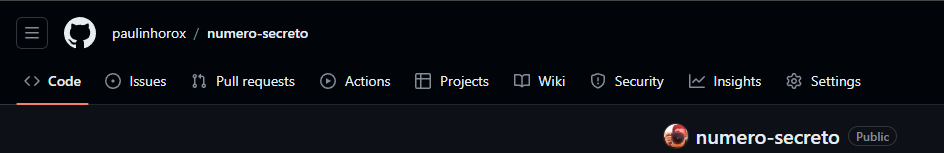 paulinhorox / numero-secreto
Code Issues Pull requests Actions Projects Wiki Security Insights Settings
numero-secreto Public